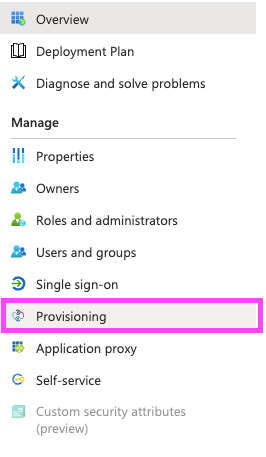 Overview
Deployment Plan
Diagnose and solve problems
Manage
Properties
Owners
Roles and administrators
Users and groups
Single sign-on
Provisioning
Application proxy
Self-service
Custom security attributes
(preview)